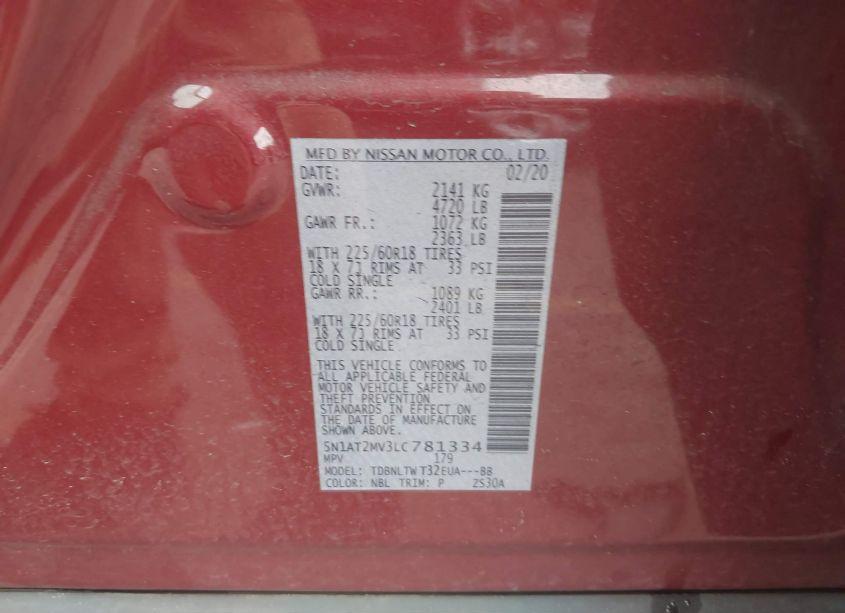 MFD BY NISSAN MOTOR CO., LTD.
DATE: 02/20
GVWR: 2141 KG
4720 LB
GAWR FR.: 1072 KG
2363 LB
WITH 225/60R18 TIRES
18 X 7J RIMS AT 33 PSI
COLD SINGLE
GAWR RR.: 1089 KG
2401 LB
WITH 225/60R18 TIRES
18 X 7J RIMS AT 33 PSI
COLD SINGLE
THIS VEHICLE CONFORMS TO
ALL APPLICABLE FEDERAL
MOTOR VEHICLE SAFETY AND
THEFT PREVENTION
STANDARDS IN EFFECT ON
THE DATE OF MANUFACTURE
SHOWN ABOVE.
5N1AT2MV3LC781334
MPV 179
MODEL: TDBNLTWT32EUA---BB
COLOR: NBL TRIM: P 2S30A